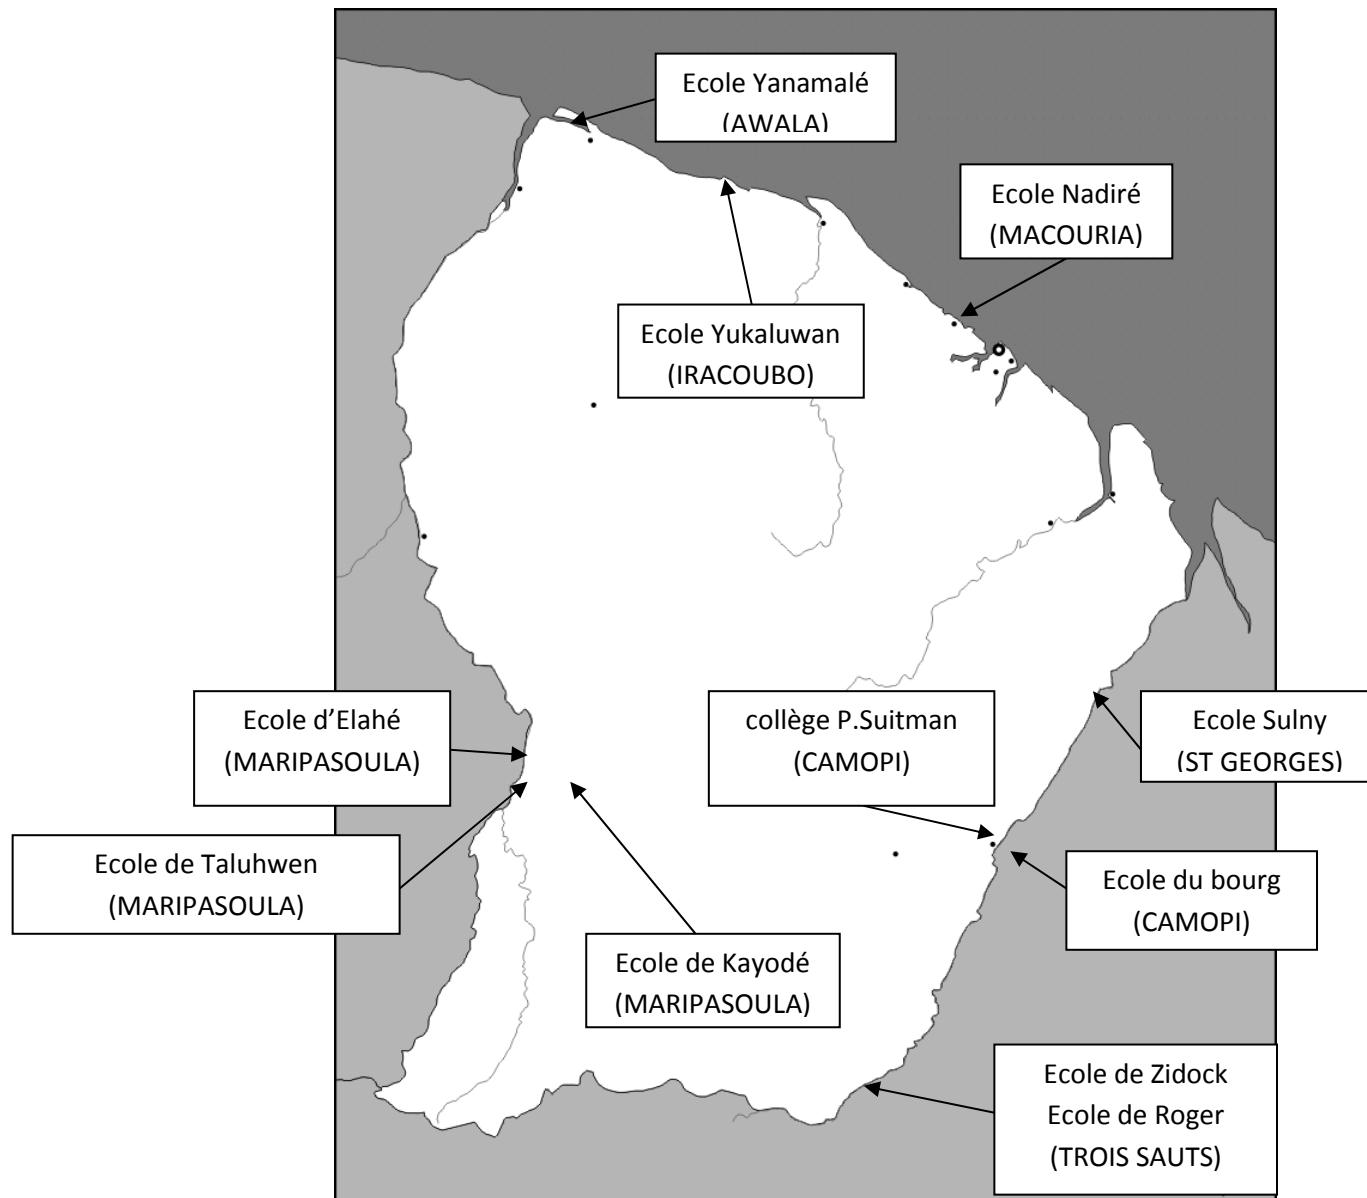 Ecole Yanamalé
(AWALA)
Ecole Nadiré
(MACOURIA)
Ecole Yukaluwan
(IRACOUBO)
Ecole d’Elahé
(MARIPASOULA)
collège P.Suitman
(CAMOPI)
Ecole Sulny
(ST GEORGES)
Ecole de Taluhwen
(MARIPASOULA)
Ecole du bourg
(CAMOPI)
Ecole de Kayodé
(MARIPASOULA)
Ecole de Zidock
Ecole de Roger
(TROIS SAUTS)